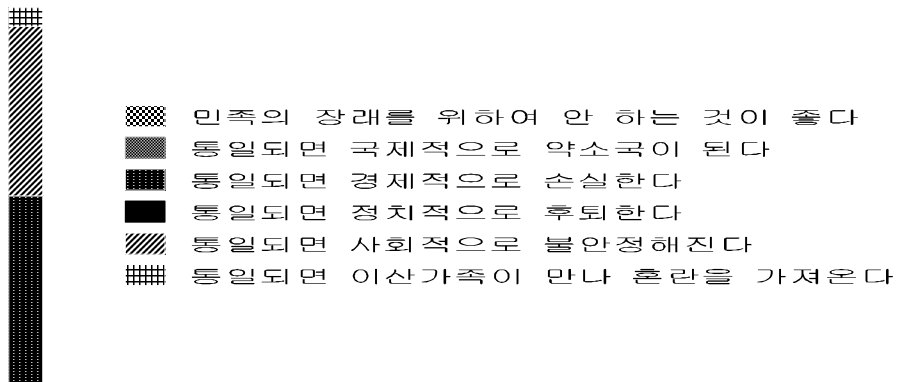 민족의 장래를 위하여 안 하는 것이 좋다
통일되면 국제적으로 약소국이 된다
통일되면 경제적으로 손실한다
통일되면 정치적으로 후퇴한다
통일되면 사회적으로 불안정해진다
통일되면 이산가족이 만나 혼란을 가져온다